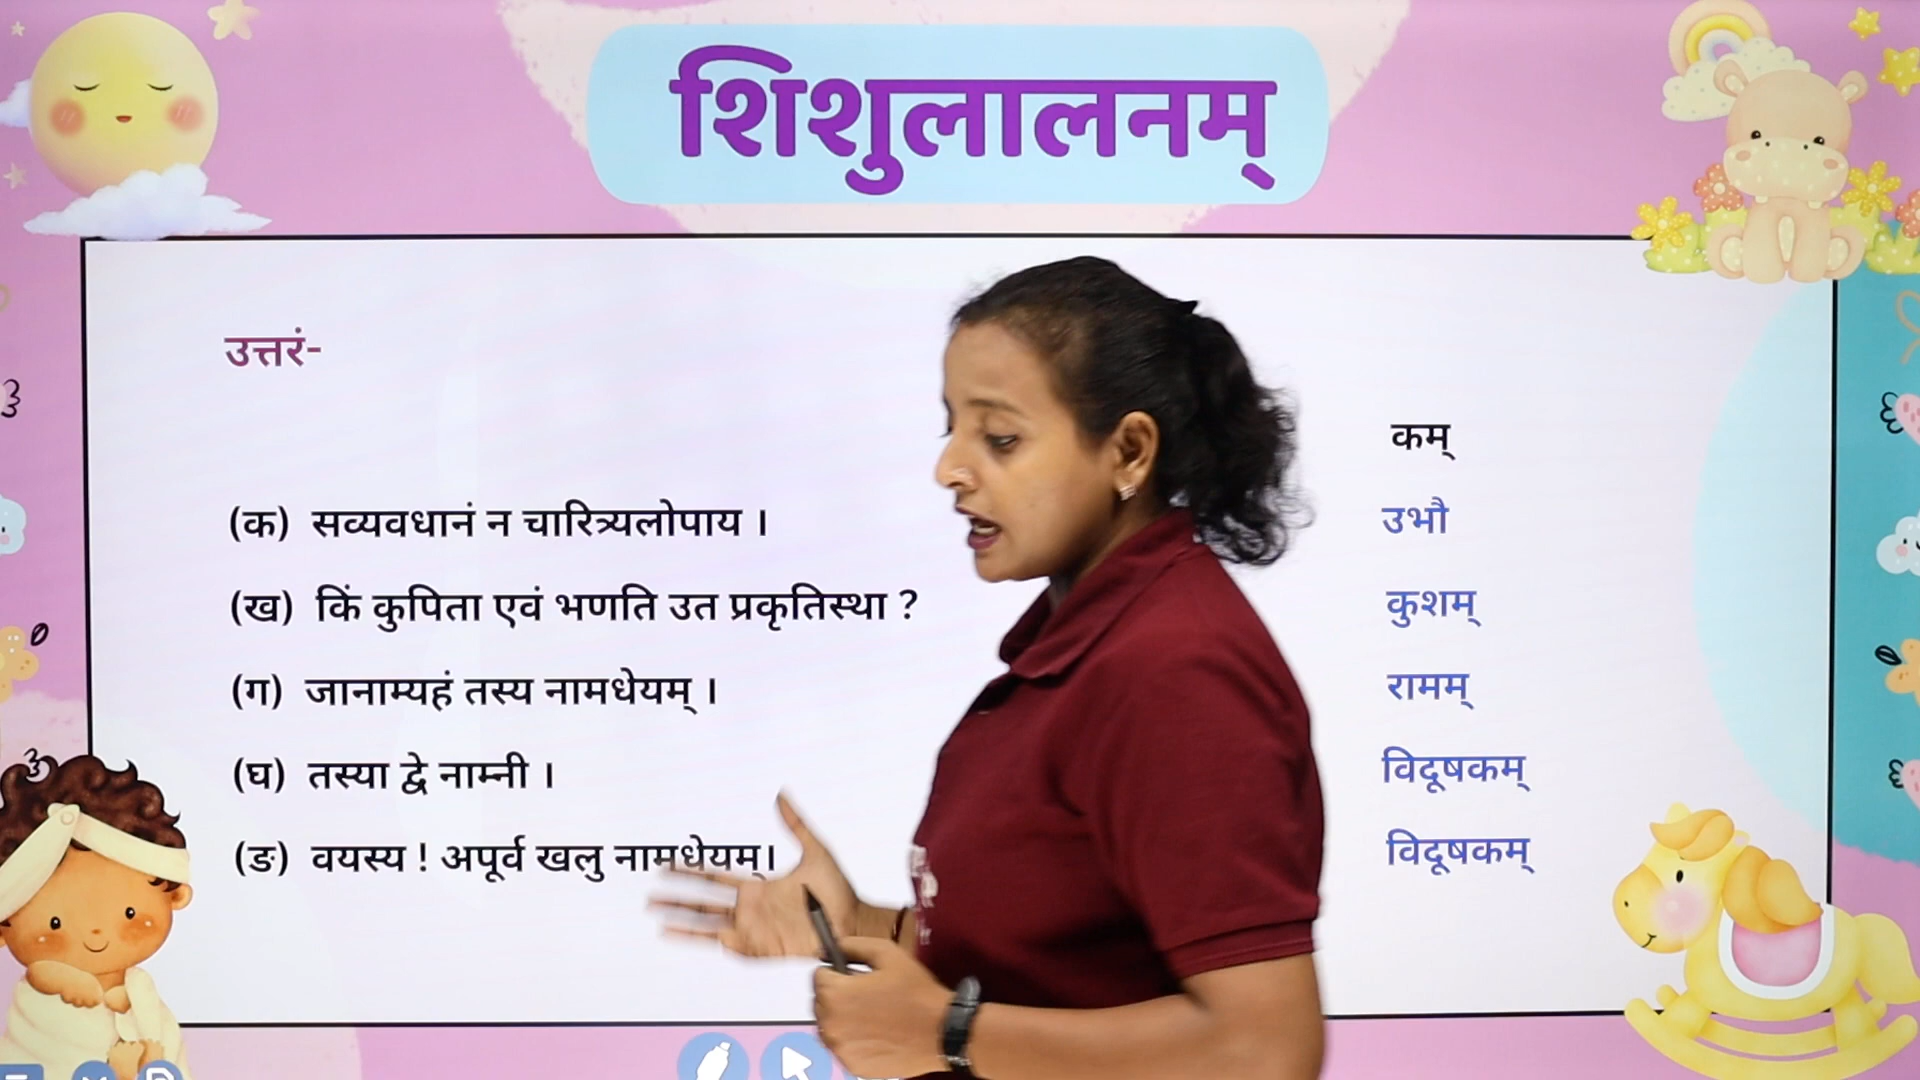 शिशुलालनम्
उत्तरं-
कम्
(क) सव्यवधानं न चारित्र्यलोपाय । उभौ
(ख) किं कुपिता एवं भणति उत प्रकृतिस्था ? कुशम्
(ग) जानाम्यहं तस्य नामधेयम् । रामम्
(घ) तस्या द्वे नाम्नी । विदूषकम्
(ङ) वयस्य ! अपूर्व खलु नामधेयम्। विदूषकम्